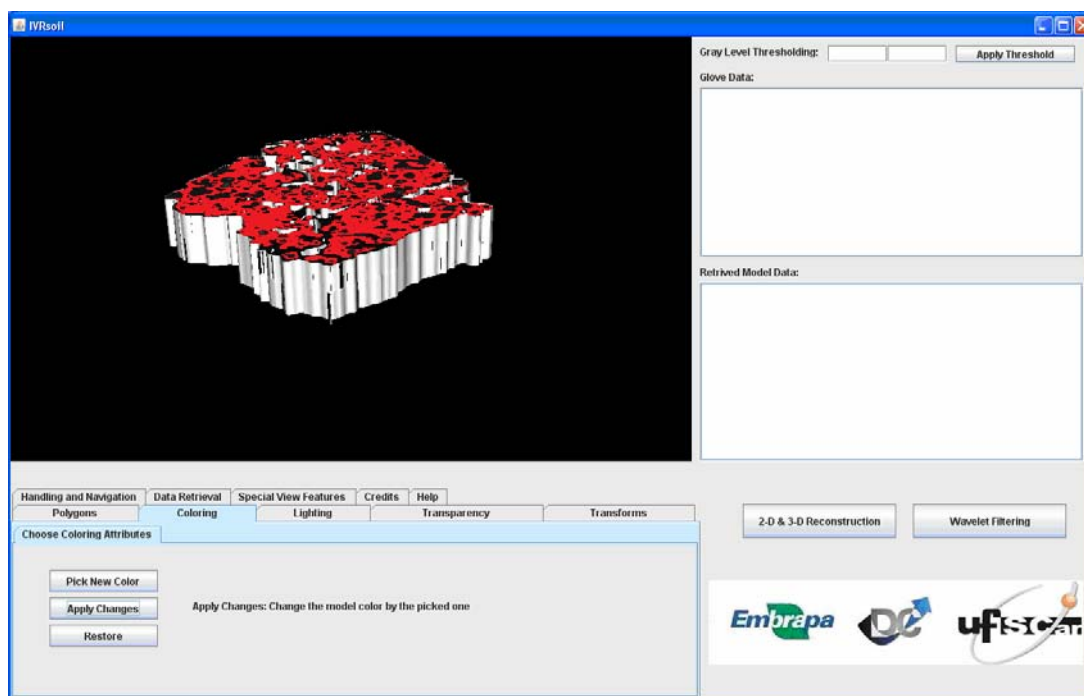 IVRsoil
Gray Level Thresholding:
Apply Threshold
Glove Data:
Retrived Model Data:
Handling and Navigation
Data Retrieval
Special View Features
Credits
Help
Polygons
Coloring
Lighting
Transparency
Transforms
Choose Coloring Attributes
Pick New Color
Apply Changes
Apply Changes: Change the model color by the picked one
Restore
2-D & 3-D Reconstruction
Wavelet Filtering
Embrapa
DC
ufscar